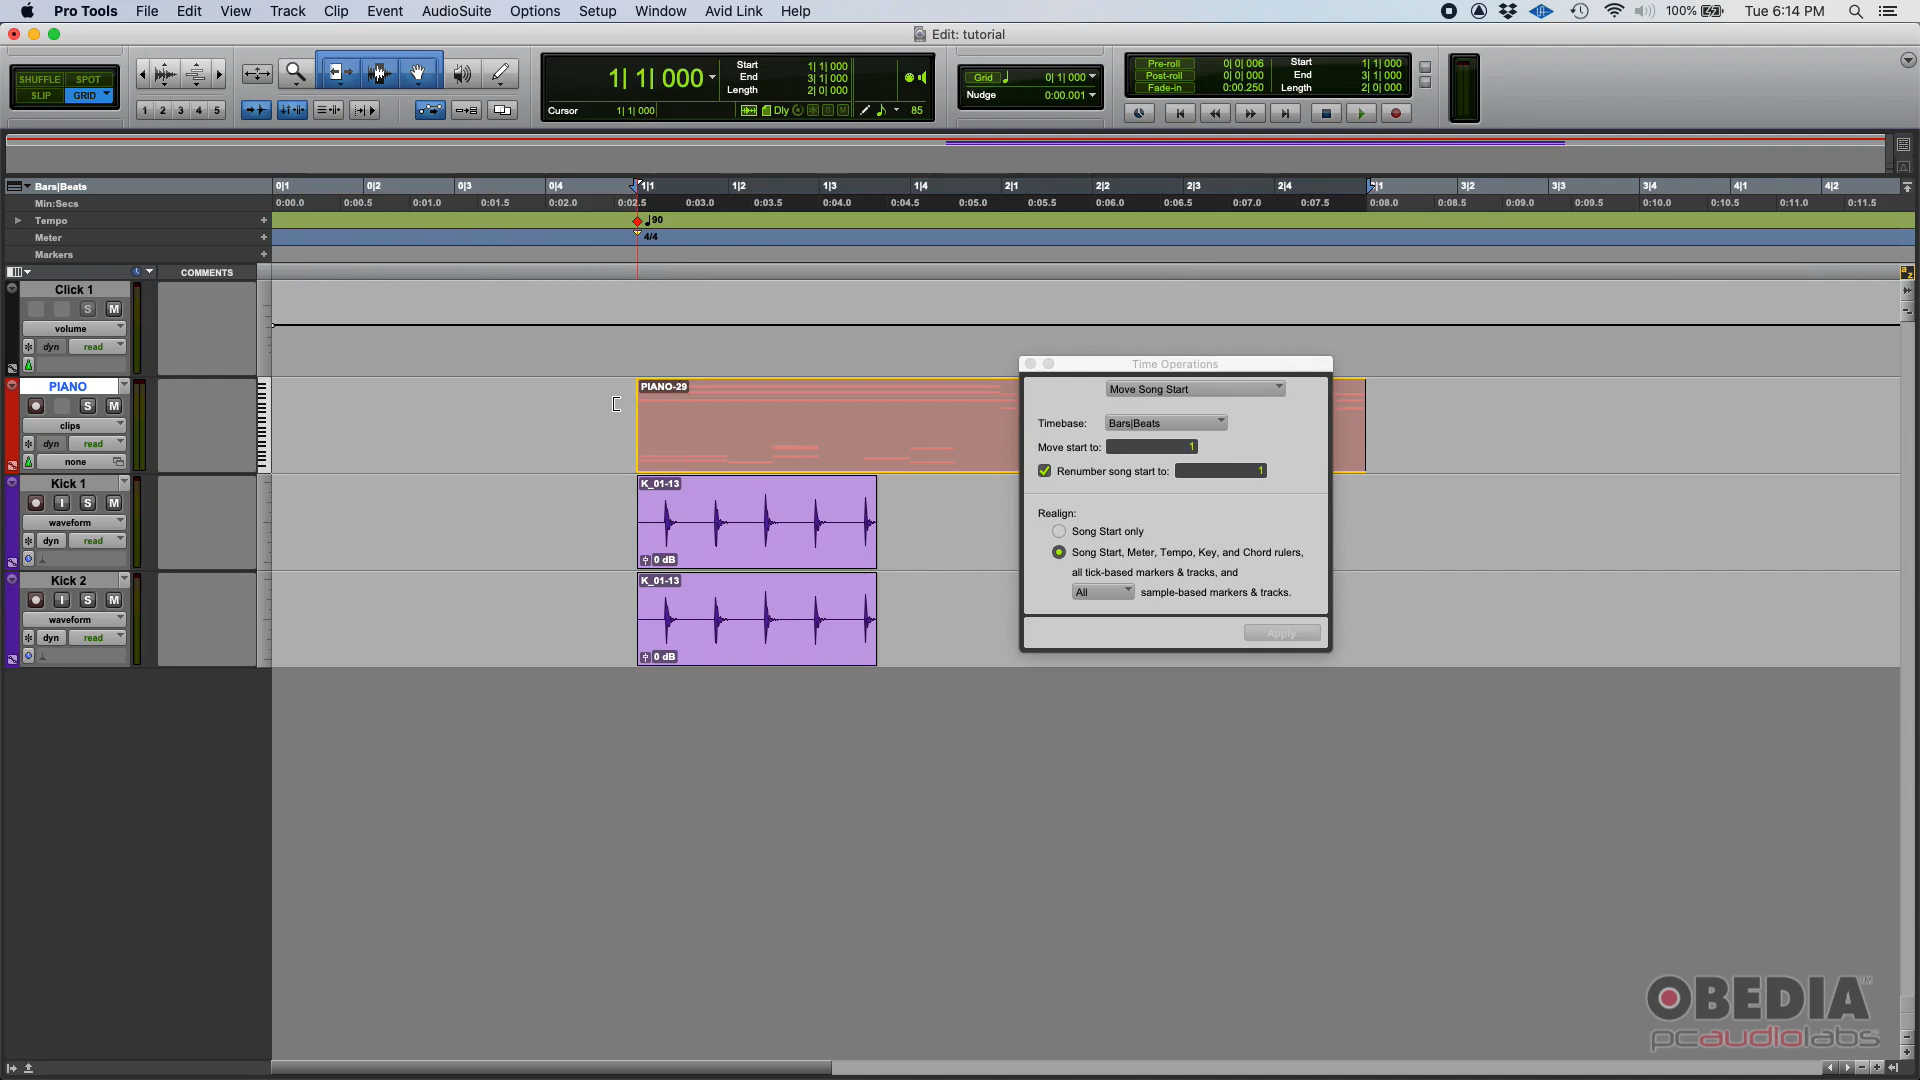 Pro Tools File Edit View Track Clip Event AudioSuite Options Setup Window Avid Link Help 100% Tue 6:14 PM
Edit: tutorial
SHUFFLE SPOT
SLIP GRID
1 2 3 4 5
1| 1| 000
Start 1| 1| 000
End 3| 1| 000
Length 2| 0| 000
Cursor 1| 1| 000 Dly S M 85
Grid 0| 1| 000
Nudge 0:00.001
Pre-roll 0| 0| 006 Start 1| 1| 000
Post-roll 0| 0| 000 End 3| 1| 000
Fade-in 0:00.250 Length 2| 0| 000
Bars|Beats 0|1 0|2 0|3 0|4 1|1 1|2 1|3 1|4 2|1 2|2 2|3 2|4 3|1 3|2 3|3 3|4 4|1 4|2
Min:Secs 0:00.0 0:00.5 0:01.0 0:01.5 0:02.0 0:02.5 0:03.0 0:03.5 0:04.0 0:04.5 0:05.0 0:05.5 0:06.0 0:06.5 0:07.0 0:07.5 0:08.0 0:08.5 0:09.0 0:09.5 0:10.0 0:10.5 0:11.0 0:11.5
Tempo + 90
Meter + 4/4
Markers +
COMMENTS
a z
Click 1
S M
volume
dyn read
PIANO
S M
clips
dyn read
none
PIANO-29
Kick 1
I S M
waveform
dyn read
K_01-13
0 dB
Kick 2
I S M
waveform
dyn read
K_01-13
0 dB
Time Operations
Move Song Start
Timebase: Bars|Beats
Move start to: 1
Renumber song start to: 1
Realign:
Song Start only
Song Start, Meter, Tempo, Key, and Chord rulers,
all tick-based markers & tracks, and
All sample-based markers & tracks.
Apply
OBEDIA™
pcaudiolabs